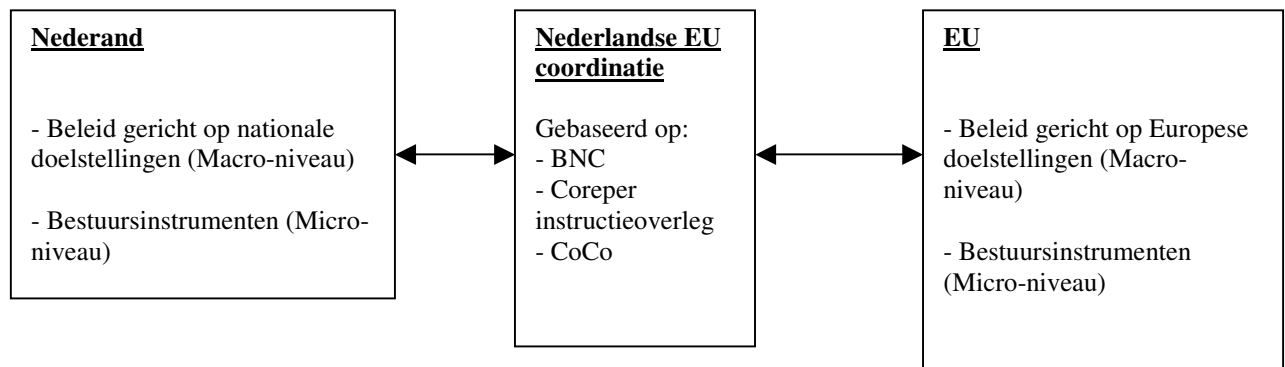 Nederand
- Beleid gericht op nationale
doelstellingen (Macro-niveau)
- Bestuursinstrumenten (Micro-
niveau)
Nederlandse EU
coordinatie
Gebaseerd op:
- BNC
- Coreper
instructieoverleg
- CoCo
EU
- Beleid gericht op Europese
doelstellingen (Macro-
niveau)
- Bestuursinstrumenten
(Micro-niveau)